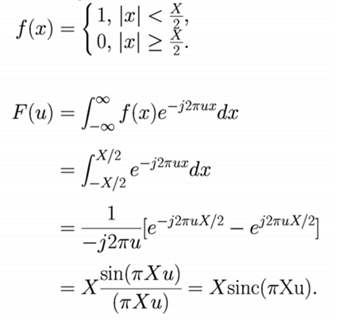 f(x) = { 1, |x| < X/2,
0, |x| ≥ X/2.
F(u) = ∫_{-∞}^{∞} f(x)e^{-j2πux}dx
= ∫_{-X/2}^{X/2} e^{-j2πux}dx
= 1/(-j2πu) [e^{-j2πuX/2} - e^{j2πuX/2}]
= X sin(πXu)/(πXu) = Xsinc(πXu).